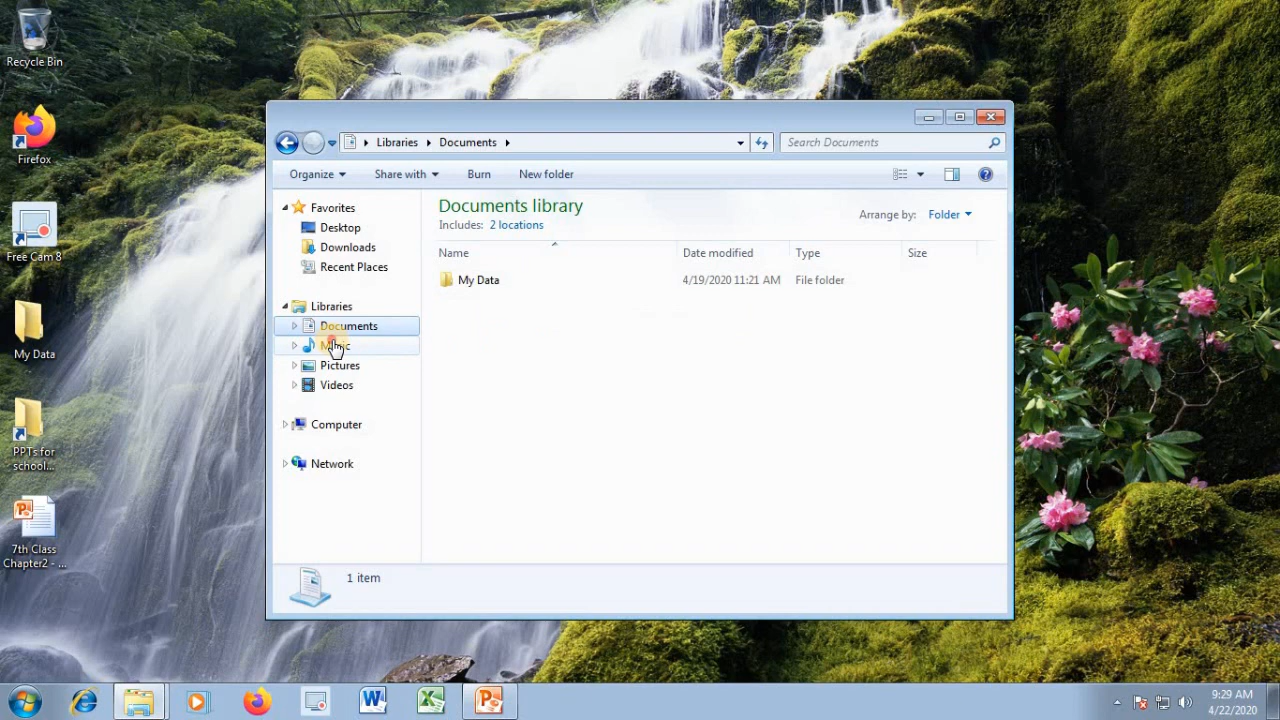 Recycle Bin
Firefox
Free Cam 8
My Data
PPTs for
school...
7th Class
Chapter2 - ...
Libraries
Documents
Search Documents
Organize
Share with
Burn
New folder
Favorites
Desktop
Downloads
Recent Places
Libraries
Documents
Pictures
Videos
Computer
Network
Documents library
Includes: 2 locations
Arrange by: Folder
Name Date modified Type Size
My Data 4/19/2020 11:21 AM File folder
1 item
9:29 AM
4/22/2020